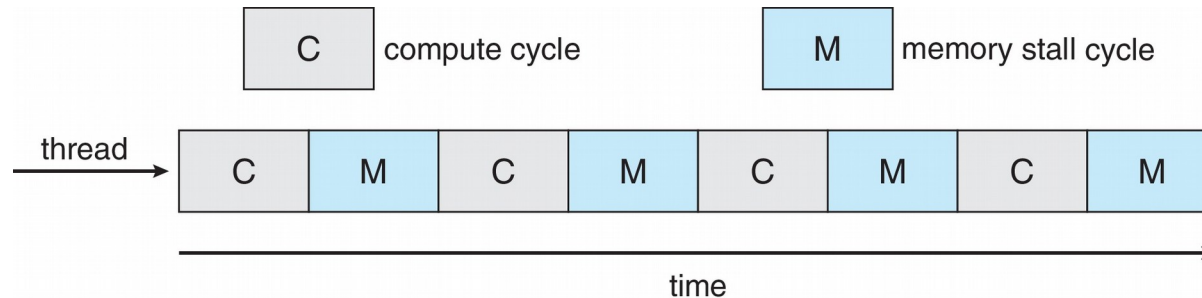 C compute cycle M memory stall cycle
thread
C M C M C M C M
time